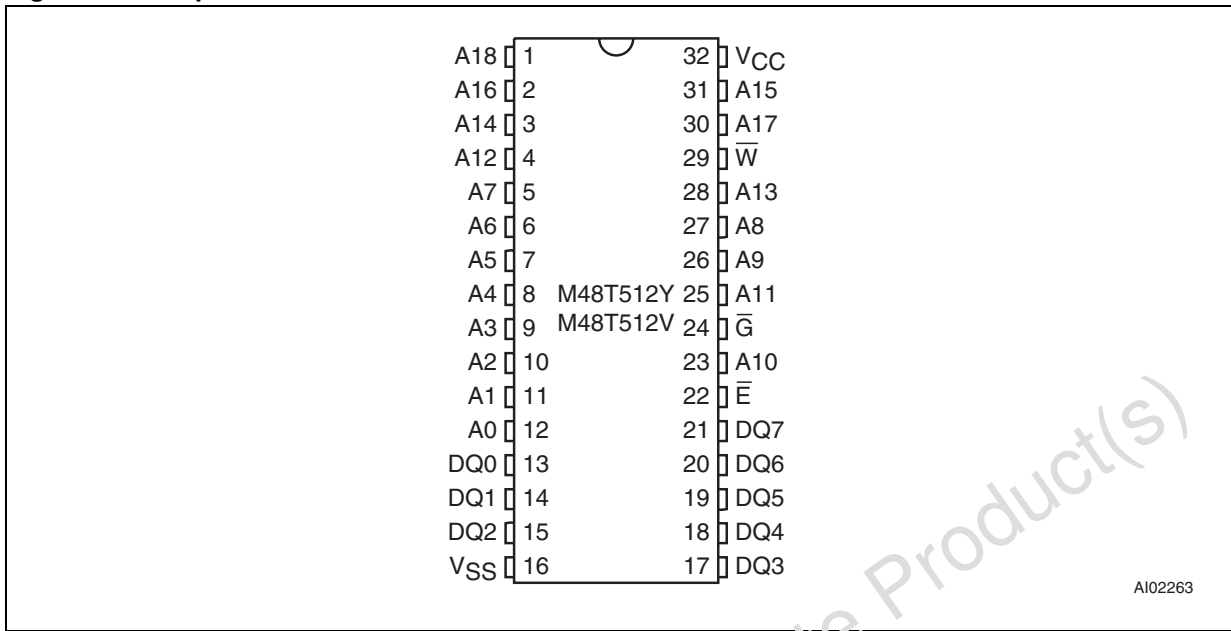 A18 1 32 VCC
A16 2 31 A15
A14 3 30 A17
A12 4 29 W̅
A7 5 28 A13
A6 6 27 A8
A5 7 26 A9
A4 8 M48T512Y 25 A11
A3 9 M48T512V 24 G̅
A2 10 23 A10
A1 11 22 E̅
A0 12 21 DQ7
DQ0 13 20 DQ6
DQ1 14 19 DQ5
DQ2 15 18 DQ4
VSS 16 17 DQ3
AI02263
Product(s)